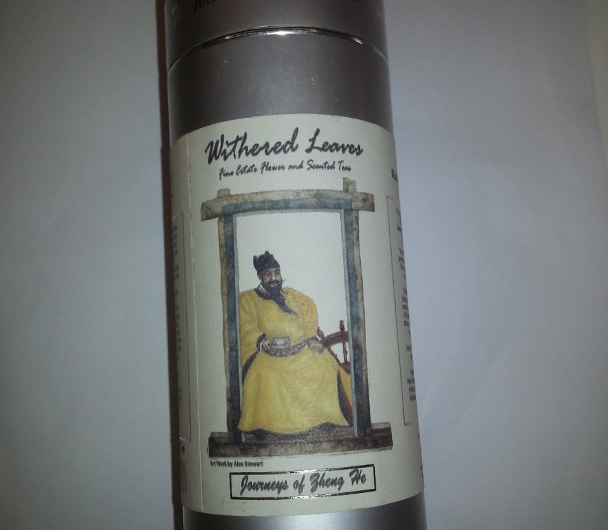 Withered Leaves
Fine Estate Flower and Scented Teas
Art Work by Alex Stewart
Journeys of Zheng He